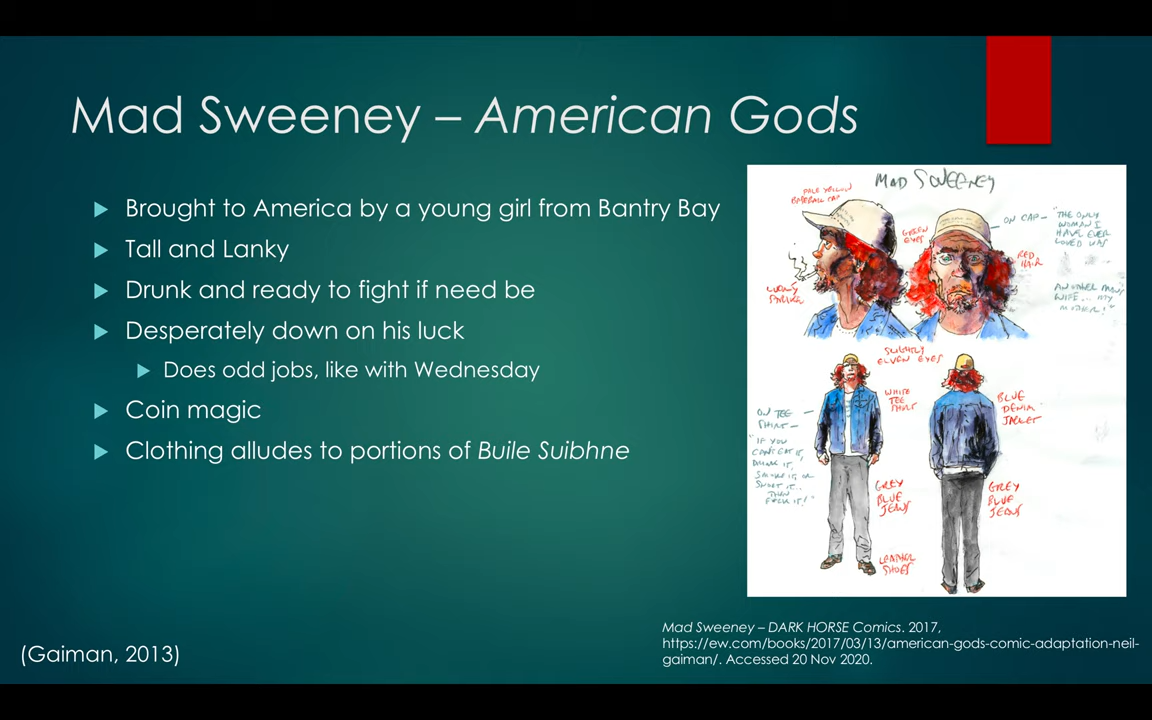 Mad Sweeney – American Gods
Brought to America by a young girl from Bantry Bay
Tall and Lanky
Drunk and ready to fight if need be
Desperately down on his luck
Does odd jobs, like with Wednesday
Coin magic
Clothing alludes to portions of Buile Suibhne
MAD SWEENEY
PALE YELLOW
BASEBALL CAP
GREEN
EYES
ON CAP –
"THE ONLY
WOMAN I
HAVE EVER
LOVED WAS
ANOTHER MAN'S
WIFE... MY
MOTHER!"
RED
HAIR
LUCKY
STRIKE
SLIGHTLY
ELVEN EYES
WHITE
TEE
SHIRT
BLUE
DENIM
JACKET
ON TEE
SHIRT –
"IF YOU
CAN'T EAT IT,
DRINK IT,
SMOKE IT, OR
SNORT IT...
THEN
GREY
BLUE
JEANS
GREY
BLUE
JEANS
LEATHER
SHOES
Mad Sweeney – DARK HORSE Comics. 2017,
https://ew.com/books/2017/03/13/american-gods-comic-adaptation-neil-
gaiman/. Accessed 20 Nov 2020.
(Gaiman, 2013)